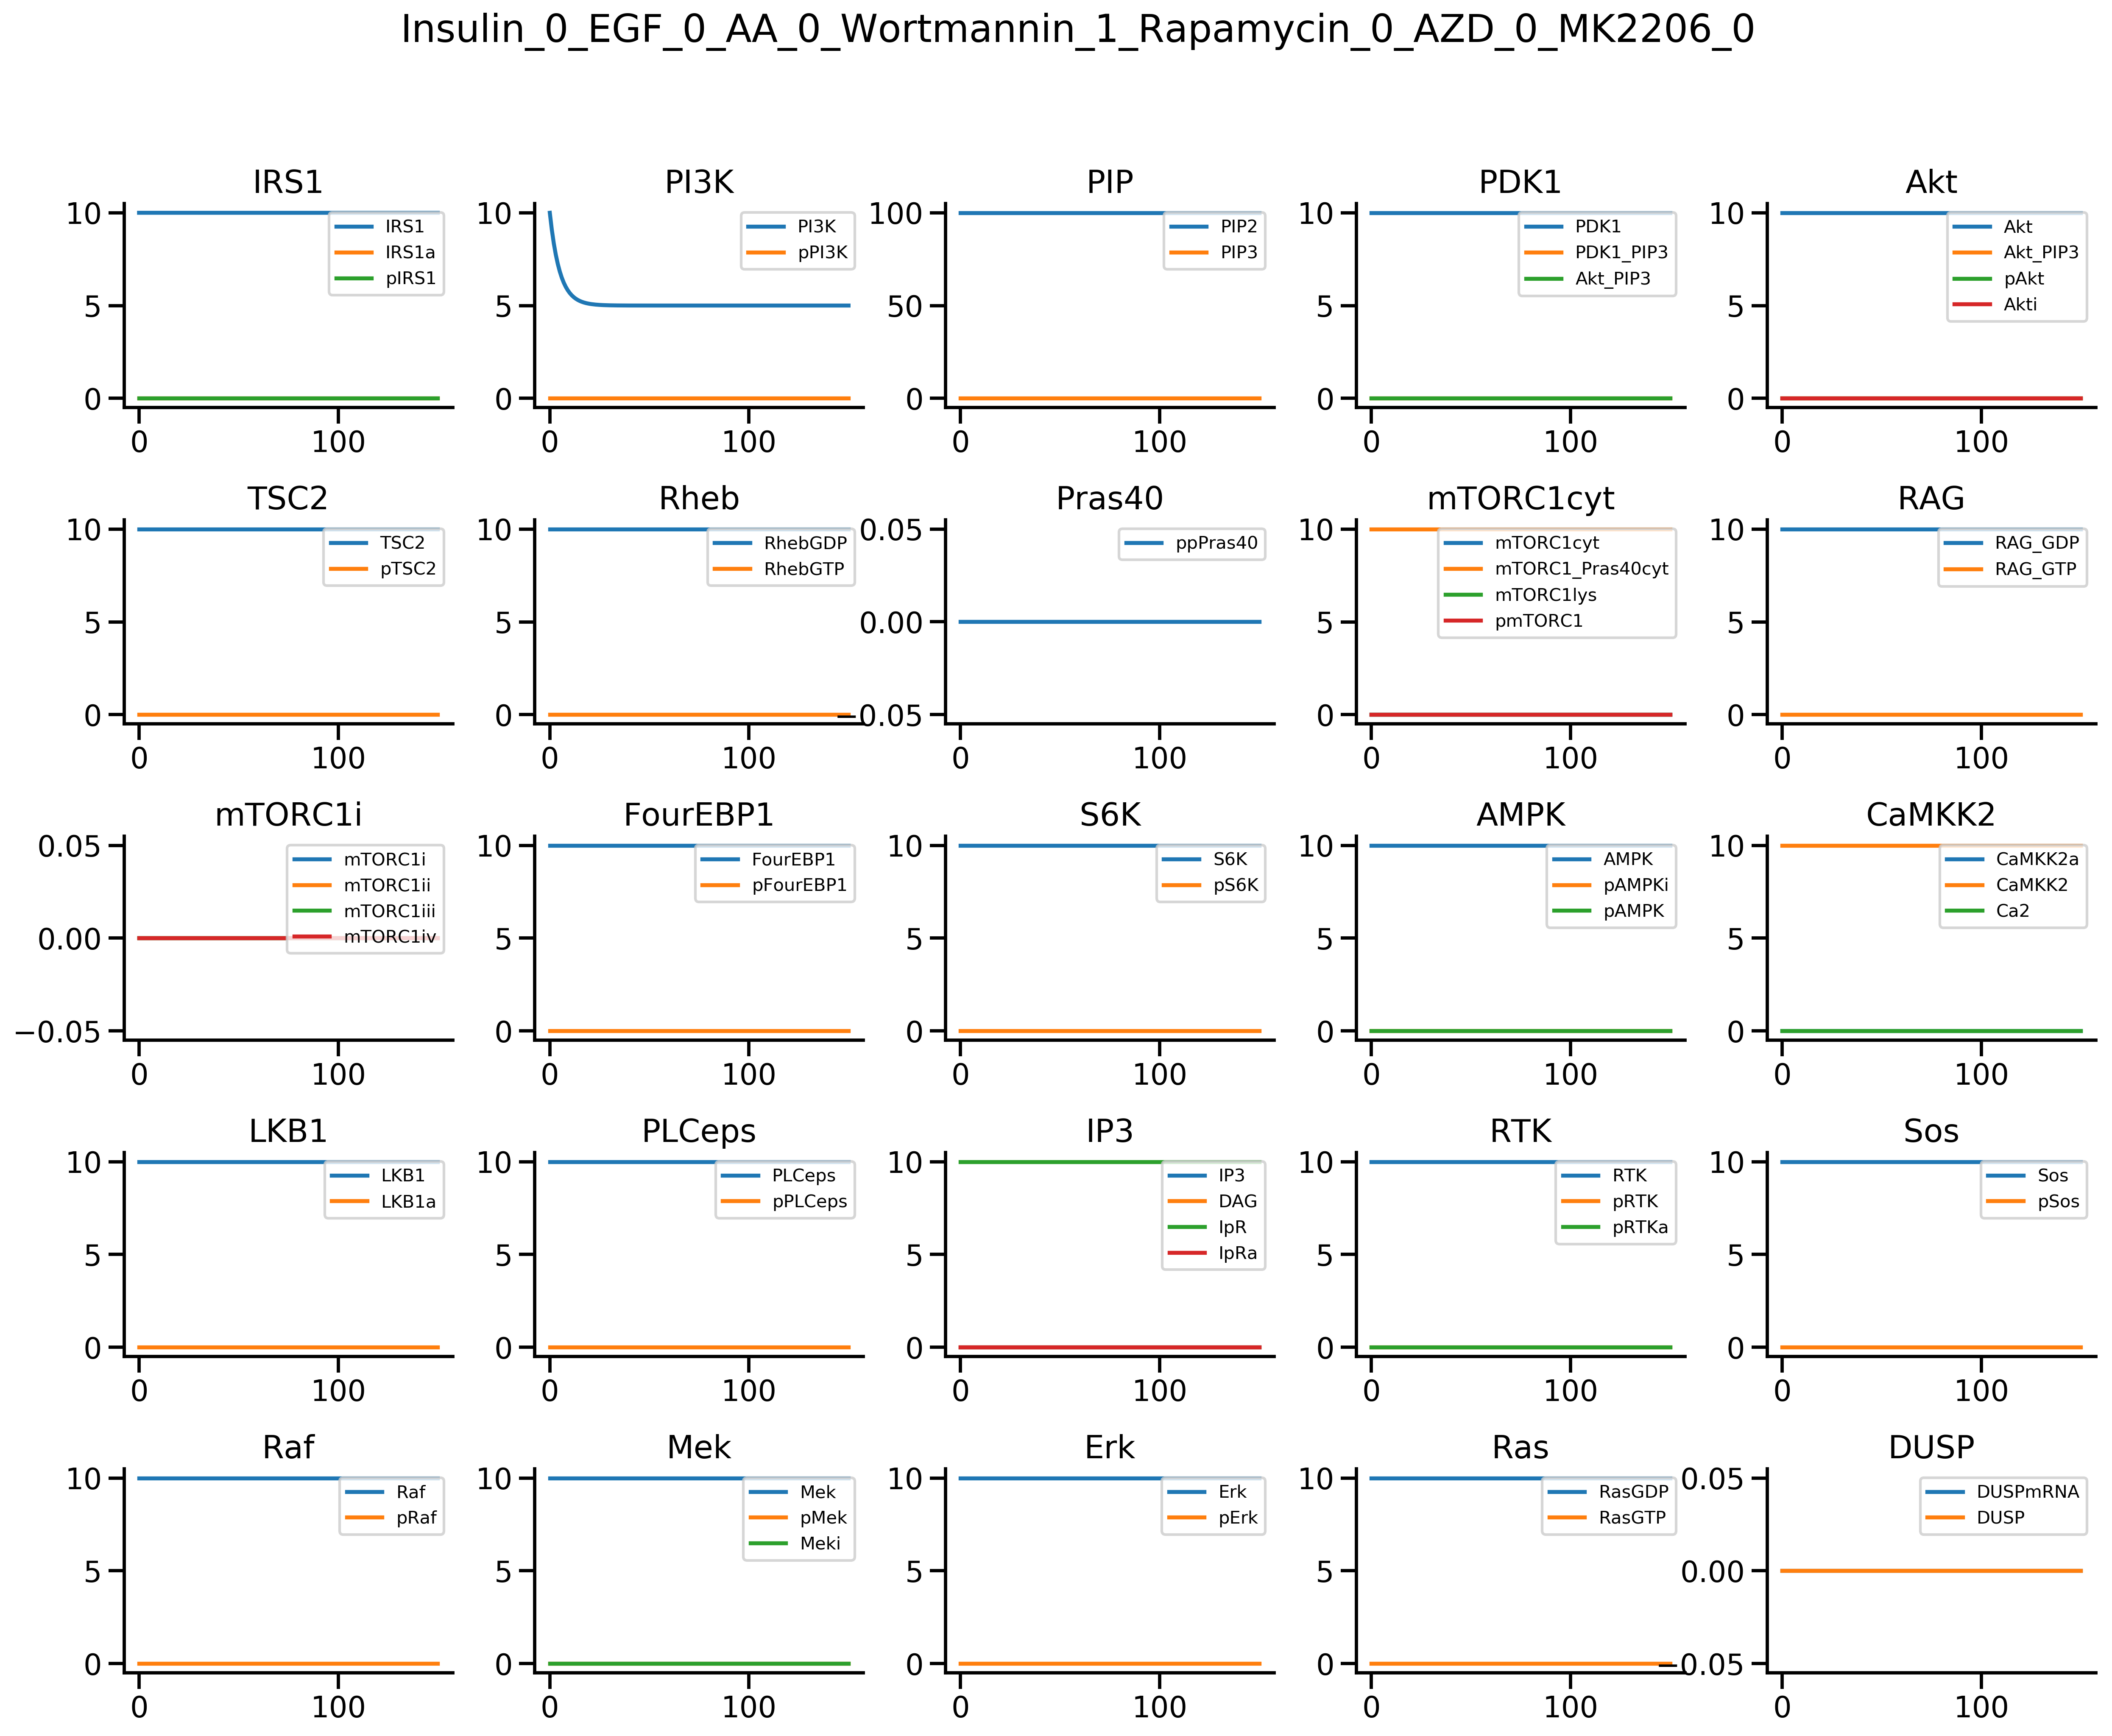 Insulin_0_EGF_0_AA_0_Wortmannin_1_Rapamycin_0_AZD_0_MK2206_0
IRS1
10
5
0
0
100
IRS1
IRS1a
pIRS1
PI3K
10
5
0
0
100
PI3K
pPI3K
PIP
100
50
0
0
100
PIP2
PIP3
PDK1
10
5
0
0
100
PDK1
PDK1_PIP3
Akt_PIP3
Akt
10
5
0
0
100
Akt
Akt_PIP3
pAkt
Akti
TSC2
10
5
0
0
100
TSC2
pTSC2
Rheb
10
5
0
0
100
RhebGDP
RhebGTP
Pras40
0.05
0.00
−0.05
0
100
ppPras40
mTORC1cyt
10
5
0
0
100
mTORC1cyt
mTORC1_Pras40cyt
mTORC1lys
pmTORC1
RAG
10
5
0
0
100
RAG_GDP
RAG_GTP
mTORC1i
0.05
0.00
−0.05
0
100
mTORC1i
mTORC1ii
mTORC1iii
mTORC1iv
FourEBP1
10
5
0
0
100
FourEBP1
pFourEBP1
S6K
10
5
0
0
100
S6K
pS6K
AMPK
10
5
0
0
100
AMPK
pAMPKi
pAMPK
CaMKK2
10
5
0
0
100
CaMKK2a
CaMKK2
Ca2
LKB1
10
5
0
0
100
LKB1
LKB1a
PLCeps
10
5
0
0
100
PLCeps
pPLCeps
IP3
10
5
0
0
100
IP3
DAG
IpR
IpRa
RTK
10
5
0
0
100
RTK
pRTK
pRTKa
Sos
10
5
0
0
100
Sos
pSos
Raf
10
5
0
0
100
Raf
pRaf
Mek
10
5
0
0
100
Mek
pMek
Meki
Erk
10
5
0
0
100
Erk
pErk
Ras
10
5
0
0
100
RasGDP
RasGTP
DUSP
0.05
0.00
−0.05
0
100
DUSPmRNA
DUSP